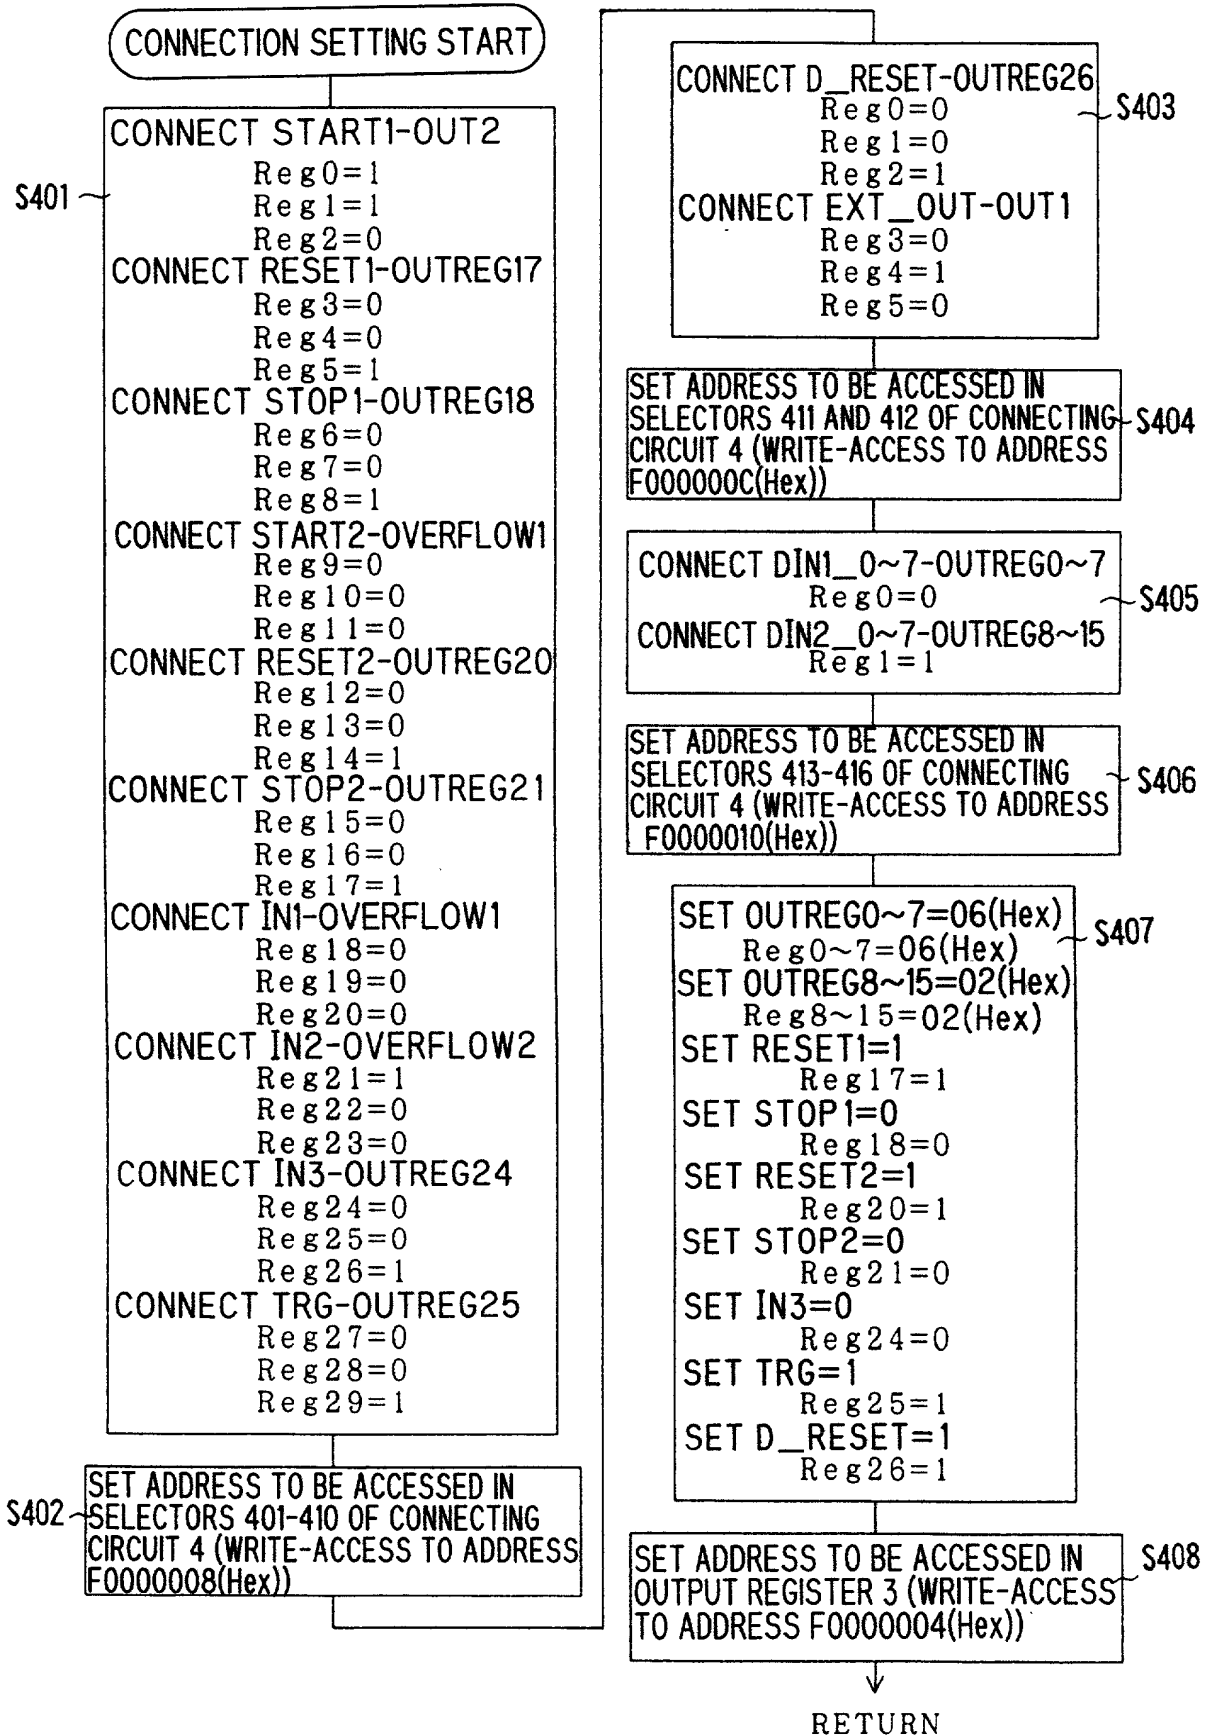 CONNECTION SETTING START
S401
CONNECT START1-OUT2
Reg0=1
Reg1=1
Reg2=0
CONNECT RESET1-OUTREG17
Reg3=0
Reg4=0
Reg5=1
CONNECT STOP1-OUTREG18
Reg6=0
Reg7=0
Reg8=1
CONNECT START2-OVERFLOW1
Reg9=0
Reg10=0
Reg11=0
CONNECT RESET2-OUTREG20
Reg12=0
Reg13=0
Reg14=1
CONNECT STOP2-OUTREG21
Reg15=0
Reg16=0
Reg17=1
CONNECT IN1-OVERFLOW1
Reg18=0
Reg19=0
Reg20=0
CONNECT IN2-OVERFLOW2
Reg21=1
Reg22=0
Reg23=0
CONNECT IN3-OUTREG24
Reg24=0
Reg25=0
Reg26=1
CONNECT TRG-OUTREG25
Reg27=0
Reg28=0
Reg29=1
S402
SET ADDRESS TO BE ACCESSED IN
SELECTORS 401-410 OF CONNECTING
CIRCUIT 4 (WRITE-ACCESS TO ADDRESS
F0000008(Hex))
S403
CONNECT D_RESET-OUTREG26
Reg0=0
Reg1=0
Reg2=1
CONNECT EXT_OUT-OUT1
Reg3=0
Reg4=1
Reg5=0
S404
SET ADDRESS TO BE ACCESSED IN
SELECTORS 411 AND 412 OF CONNECTING
CIRCUIT 4 (WRITE-ACCESS TO ADDRESS
F000000C(Hex))
S405
CONNECT DIN1_0~7-OUTREG0~7
Reg0=0
CONNECT DIN2_0~7-OUTREG8~15
Reg1=1
S406
SET ADDRESS TO BE ACCESSED IN
SELECTORS 413-416 OF CONNECTING
CIRCUIT 4 (WRITE-ACCESS TO ADDRESS
F0000010(Hex))
S407
SET OUTREG0~7=06(Hex)
Reg0~7=06(Hex)
SET OUTREG8~15=02(Hex)
Reg8~15=02(Hex)
SET RESET1=1
Reg17=1
SET STOP1=0
Reg18=0
SET RESET2=1
Reg20=1
SET STOP2=0
Reg21=0
SET IN3=0
Reg24=0
SET TRG=1
Reg25=1
SET D_RESET=1
Reg26=1
S408
SET ADDRESS TO BE ACCESSED IN
OUTPUT REGISTER 3 (WRITE-ACCESS
TO ADDRESS F0000004(Hex))
RETURN